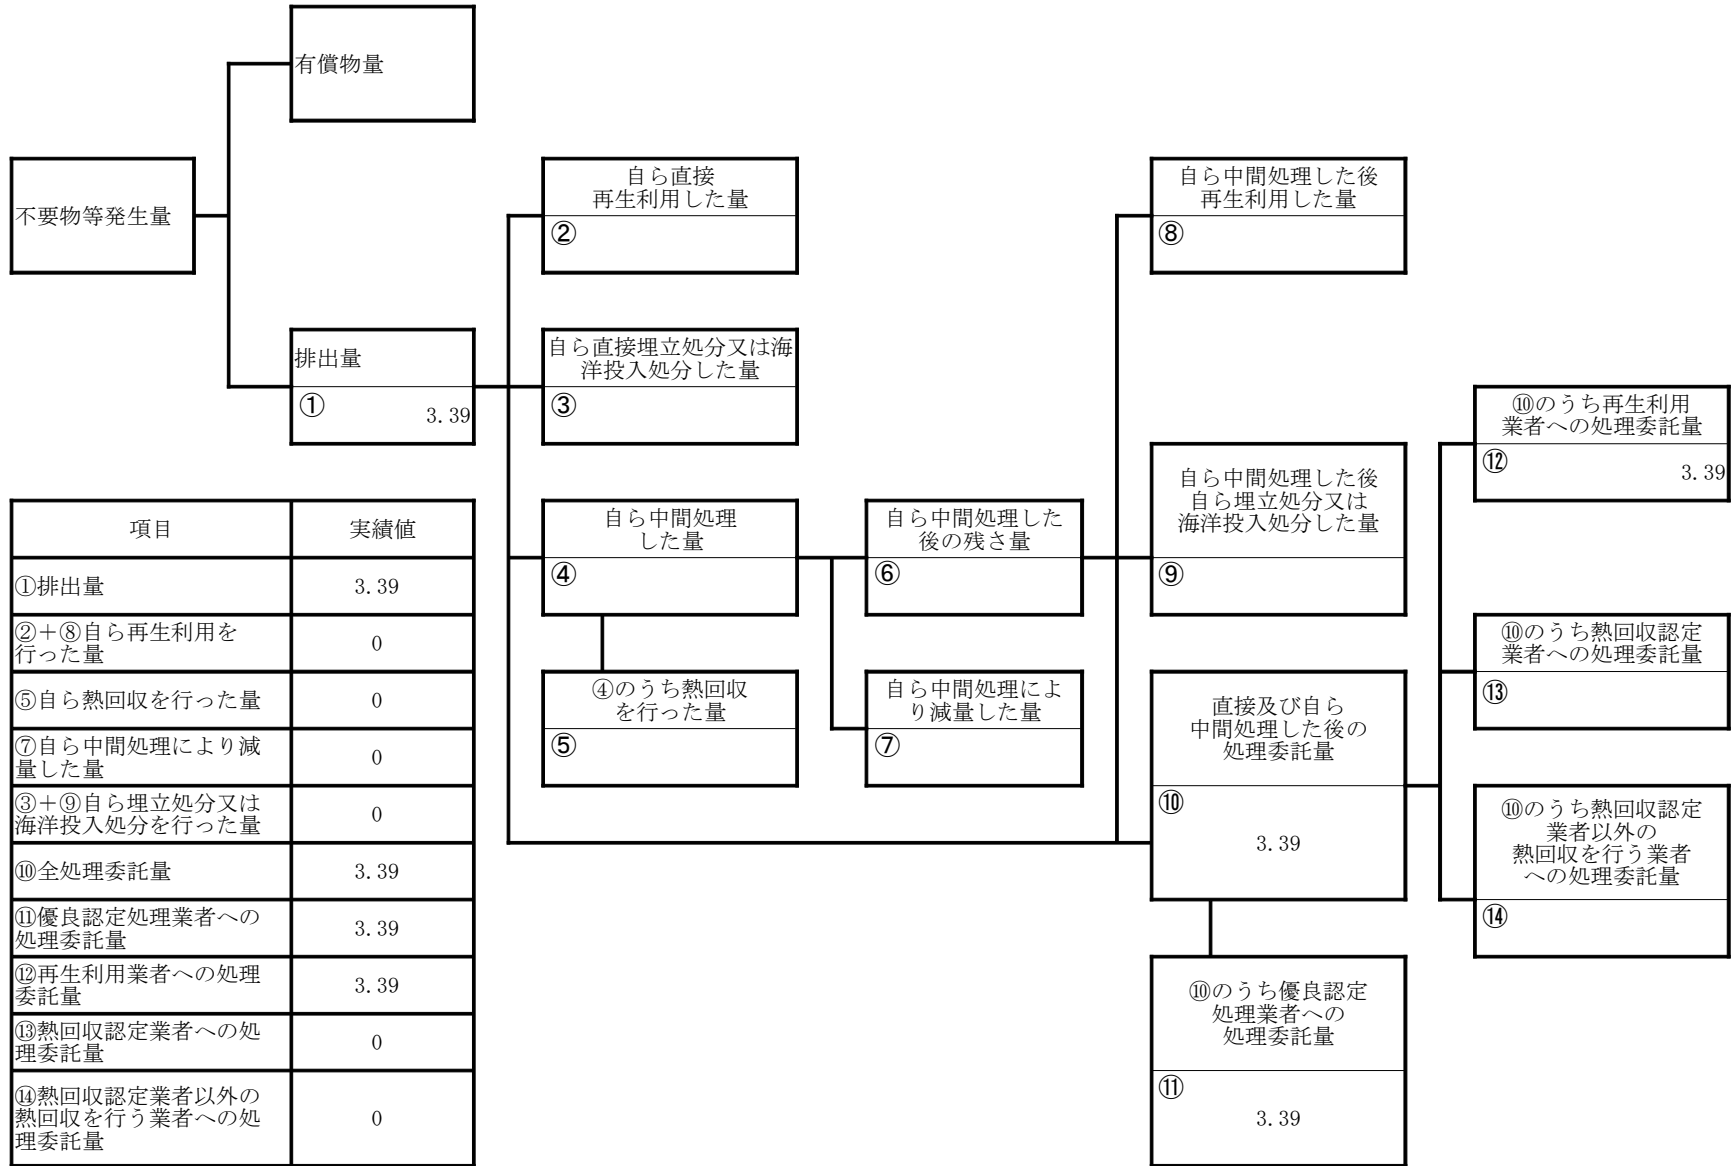 有償物量
不要物等発生量
自ら直接
再生利用した量
②
自ら中間処理した後
再生利用した量
⑧
排出量
①
3.39
自ら直接埋立処分又は海
洋投入処分した量
③
⑩のうち再生利用
業者への処理委託量
⑫
3.39
自ら中間処理
した量
④
自ら中間処理した
後の残さ量
⑥
自ら中間処理した後
自ら埋立処分又は
海洋投入処分した量
⑨
⑩のうち熱回収認定
業者への処理委託量
⑬
④のうち熱回収
を行った量
⑤
自ら中間処理によ
り減量した量
⑦
直接及び自ら
中間処理した後の
処理委託量
⑩
3.39
⑩のうち熱回収認定
業者以外の
熱回収を行う業者
への処理委託量
⑭
⑩のうち優良認定
処理業者への
処理委託量
⑪
3.39
項目 実績値
①排出量 3.39
②＋⑧自ら再生利用を
行った量 0
⑤自ら熱回収を行った量 0
⑦自ら中間処理により減
量した量 0
③＋⑨自ら埋立処分又は
海洋投入処分を行った量 0
⑩全処理委託量 3.39
⑪優良認定処理業者への
処理委託量 3.39
⑫再生利用業者への処理
委託量 3.39
⑬熱回収認定業者への処
理委託量 0
⑭熱回収認定業者以外の
熱回収を行う業者への処
理委託量 0